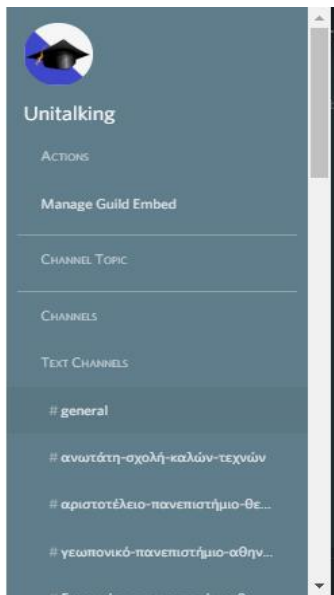 Unitalking
Actions
Manage Guild Embed
Channel Topic
Channels
Text Channels
# general
# ανωτάτη-σχολή-καλών-τεχνών
# αριστοτέλειο-πανεπιστήμιο-θε...
# γεωπονικό-πανεπιστήμιο-αθην...